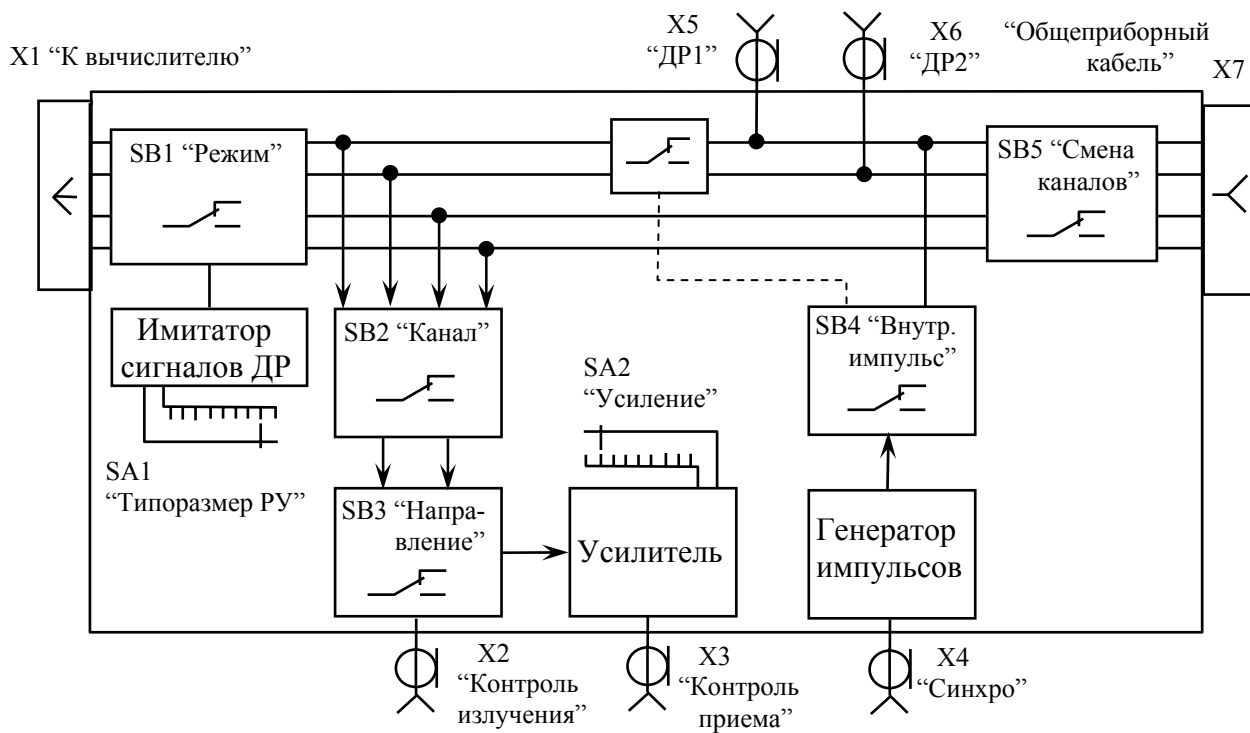 X1 “К вычислителю”
X5
“ДР1”
X6
“ДР2”
“Общеприборный
кабель”
X7
SB1 “Режим”
SB5 “Смена
каналов”
Имитатор
сигналов ДР
SB2 “Канал”
SB4 “Внутр.
импульс”
SA2
“Усиление”
SA1
“Типоразмер РУ”
SB3 “Направ-
вление”
Усилитель
Генератор
импульсов
X2
“Контроль
излучения”
X3
“Контроль
приема”
X4
“Синхро”